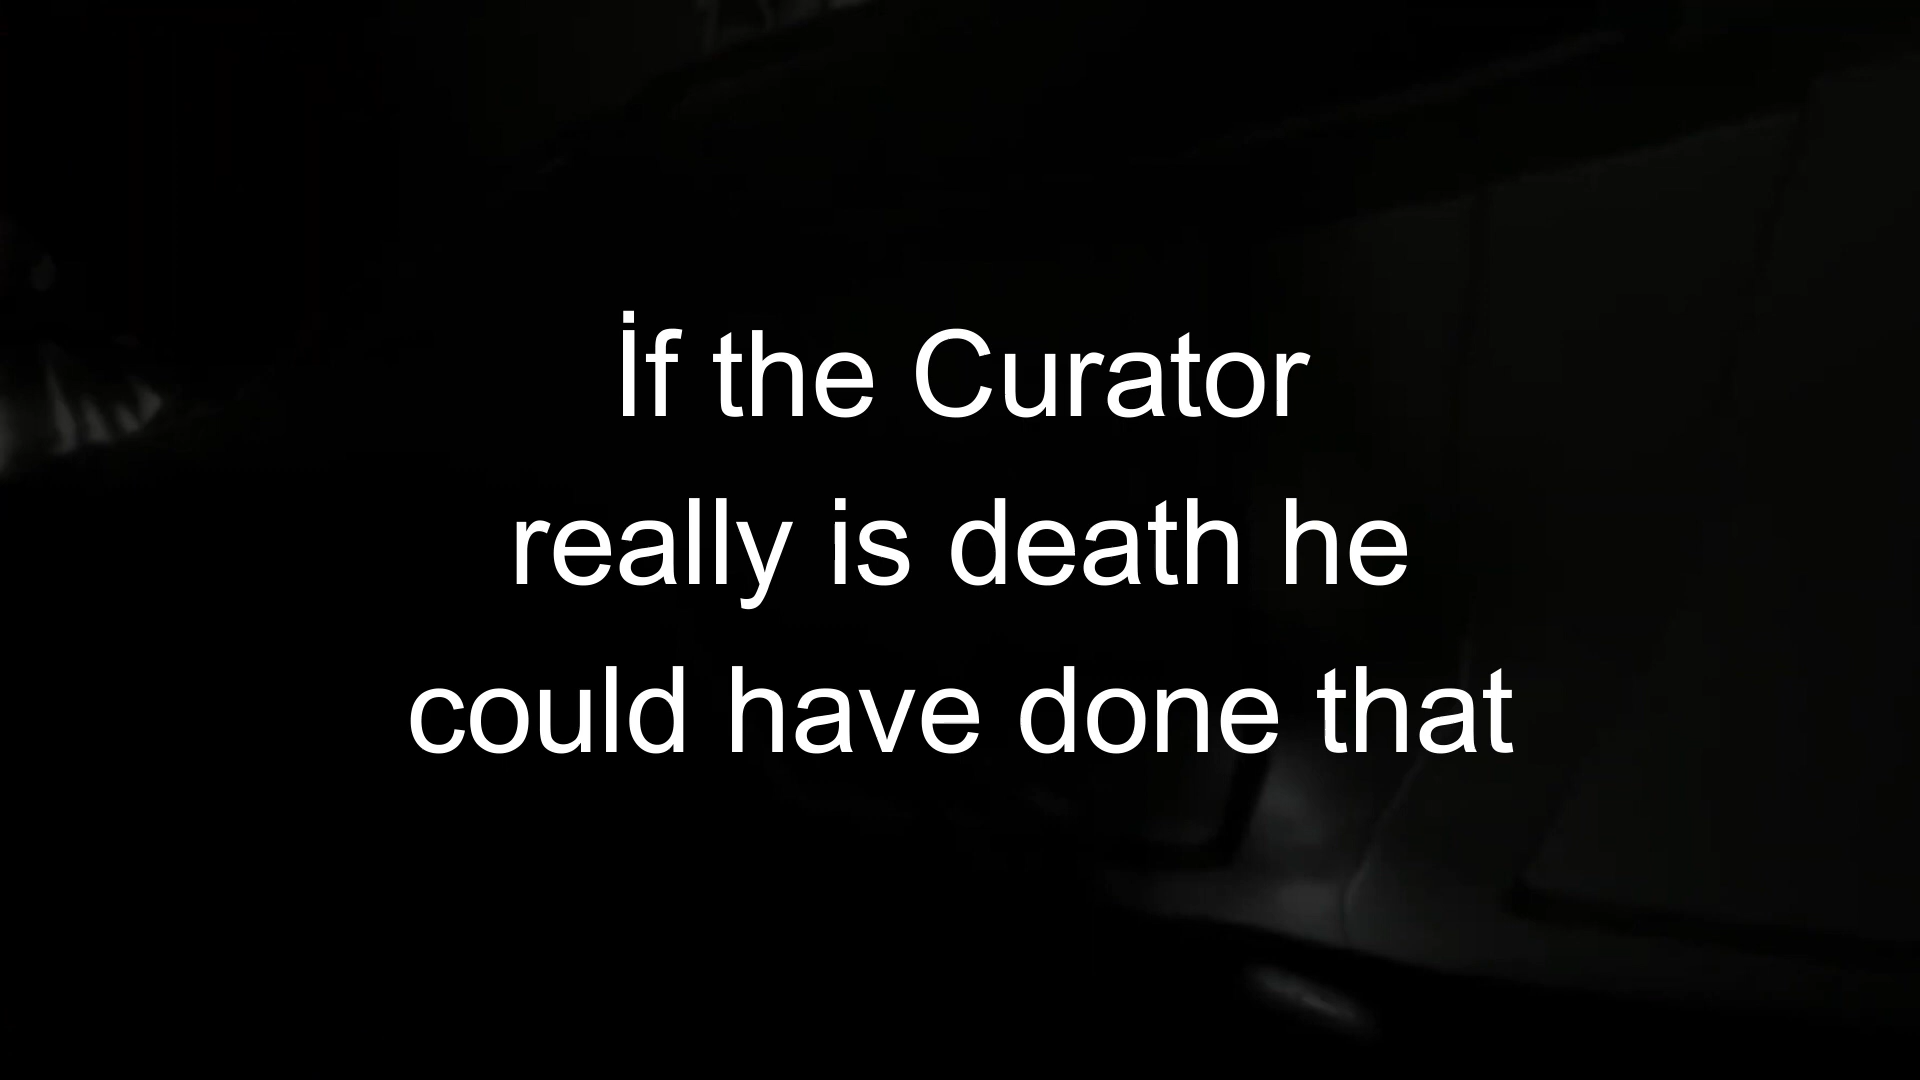 İf the Curator
really is death he
could have done that